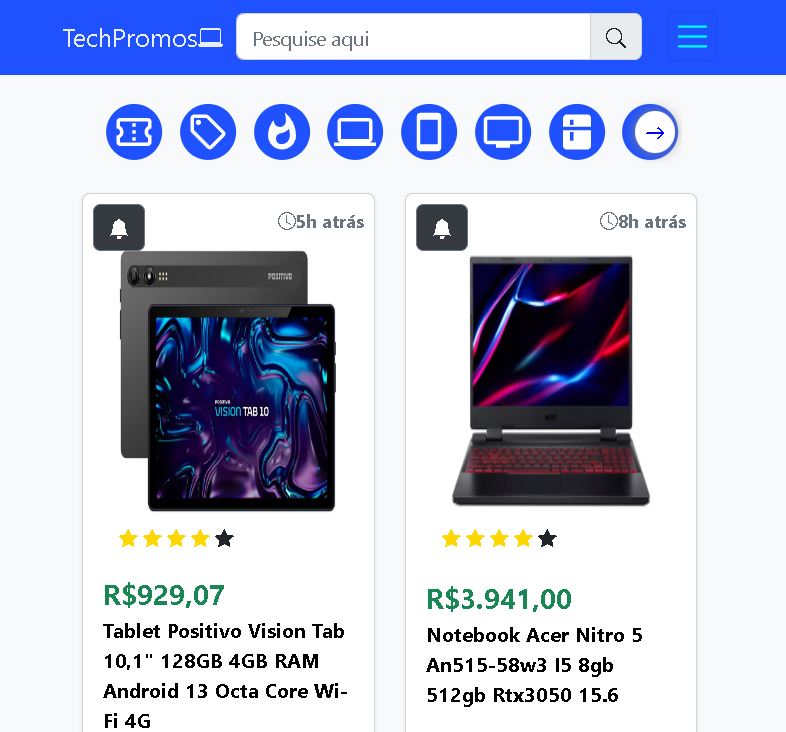 TechPromos
Pesquise aqui
5h atrás
POSITIVO
POSITIVO
VISION TAB 10
R$929,07
Tablet Positivo Vision Tab
10,1" 128GB 4GB RAM
Android 13 Octa Core Wi-
Fi 4G
8h atrás
acer
R$3.941,00
Notebook Acer Nitro 5
An515-58w3 I5 8gb
512gb Rtx3050 15.6